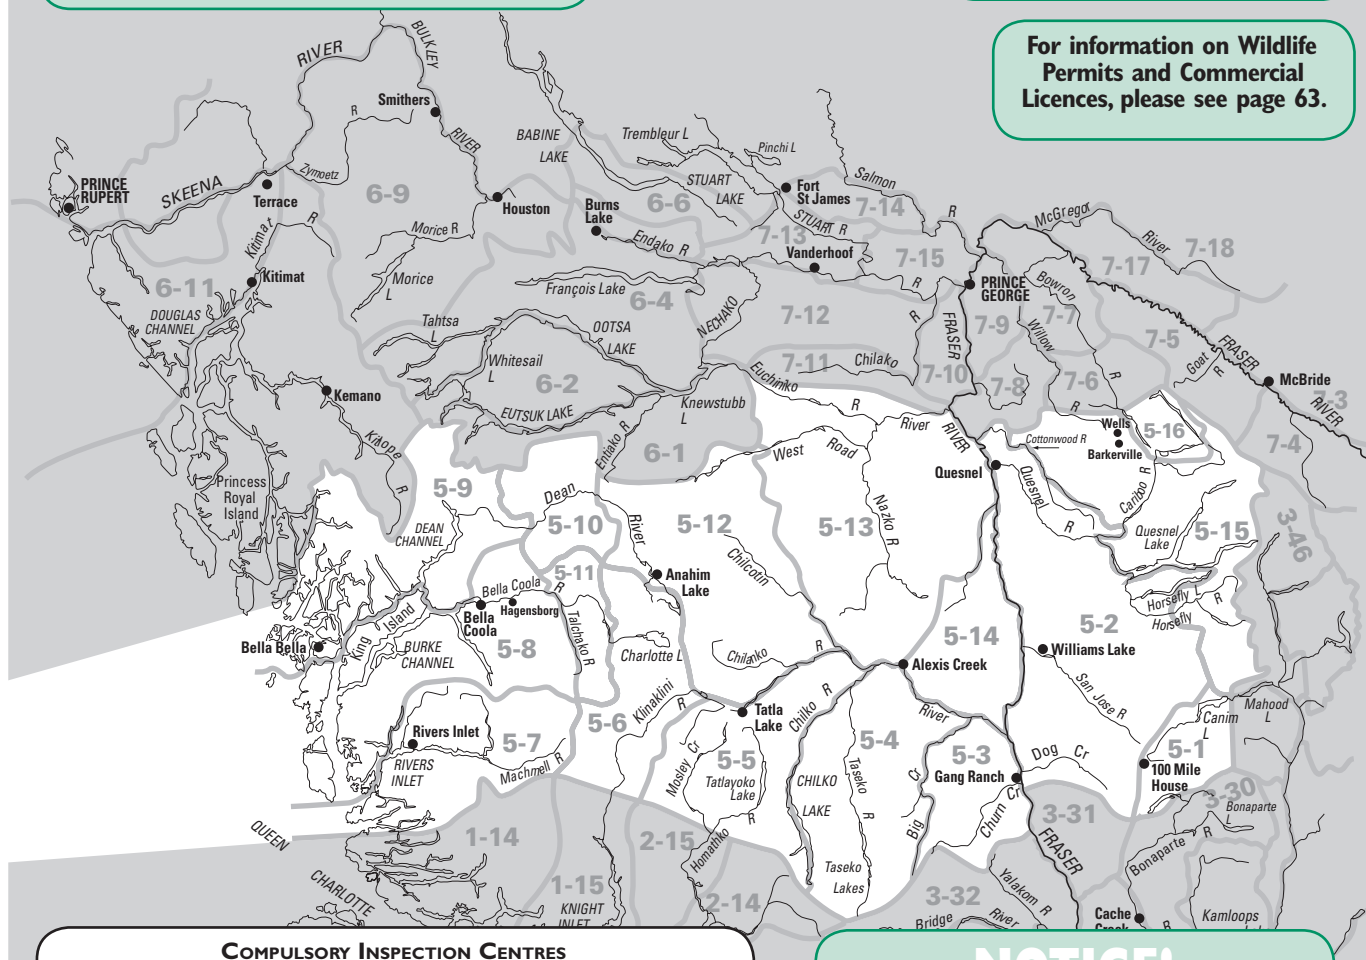 For information on Wildlife
Permits and Commercial
Licences, please see page 63.
RIVER
BULKLEY
Smithers
R
RIVER
BABINE
LAKE
Trembleur L
Pinchi L
STUART
LAKE
Fort
St James
Salmon
R
McGregor
River
7-18
PRINCE
RUPERT
SKEENA
Terrace
Zymoetz
R
6-9
Houston
Burns
Lake
6-6
7-14
STUART R
7-13
Vanderhoof
7-15
R
7-17
Kitimat
Kitimat
Morice R
Morice
L
Endako R
François Lake
6-4
NECHAKO
7-12
R
PRINCE
GEORGE
Bowron
6-11
DOUGLAS
CHANNEL
Tahtsa
L
OOTSA
LAKE
Whitesail
L
6-2
EUTSUK LAKE
7-11
Chilako
7-10
FRASER
7-9
Willow
7-7
7-5
7-8
7-6
Goat
R
FRASER
McBride
7-3
RIVER
7-4
Kemano
Kitlope
R
Knewstubb
L
Entiako R
6-1
Euchiniko
R
River
RIVER
R
Wells
Barkerville
5-16
Cottonwood R
Princess
Royal
Island
5-9
Dean
West
Road
Quesnel
Quesnel
R
Cariboo
R
DEAN
CHANNEL
5-10
River
5-12
5-13
Nazko R
Quesnel
Lake
5-15
3-46
Chilcotin
5-11
Anahim
Lake
Bella Coola
R
Hagensborg
Bella
Coola
Horsefly L
R
Horsefly
King
Island
Bella Bella
BURKE
CHANNEL
5-8
Talchako R
Charlotte L
Chilanko
R
5-14
5-2
Alexis Creek
Williams Lake
San Jose R
Klinaklini
R
Tatla
Lake
Chilko
R
River
Canim
L
Mahood
L
Rivers Inlet
RIVERS
INLET
5-7
Machmell R
5-6
Mosley Cr
5-5
Tatlayoko
Lake
R
CHILKO
LAKE
5-4
Taseko
R
Big
Cr
5-3
Gang Ranch
Dog Cr
Churn
Cr
5-1
100 Mile
House
3-30
Bonaparte
L
3-31
QUEEN
CHARLOTTE
1-14
1-15
KNIGHT
INLET
2-15
Homathko
2-14
Taseko
Lakes
3-32
Bridge
River
Yalakom R
FRASER
Bonaparte
R
Cache
Creek
R
Kamloops
COMPULSORY INSPECTION CENTRES
NOTICE!